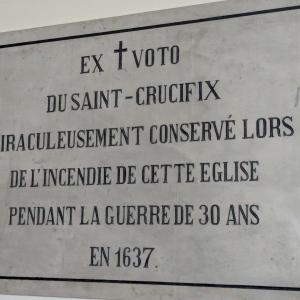 EX † VOTO
DU SAINT-CRUCIFIX
IRACULEUSEMENT CONSERVÉ LORS
DE L'INCENDIE DE CETTE EGLISE
PENDANT LA GUERRE DE 30 ANS
EN 1637.